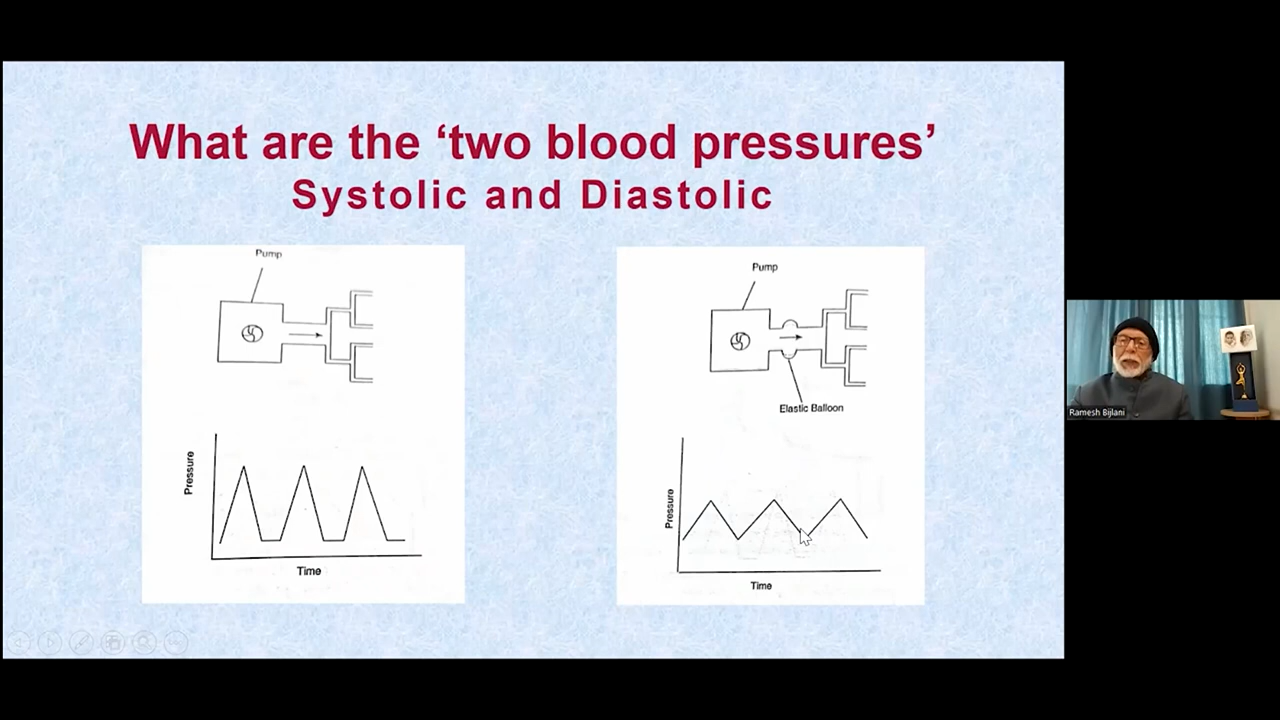 What are the ‘two blood pressures’
Systolic and Diastolic
Pump
Pressure
Time
Pump
Elastic Balloon
Pressure
Time
Ramesh Bijlani